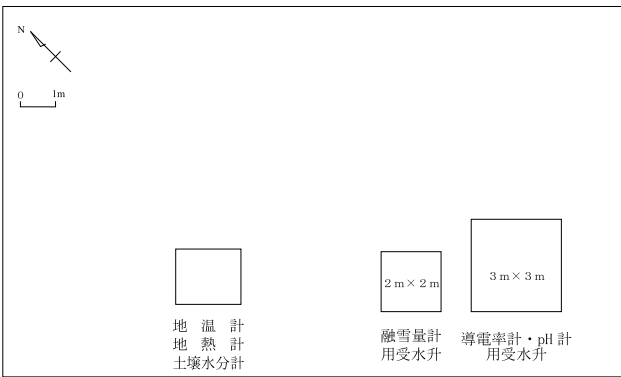 N
0 1m
2m×2m
3m×3m
地 温 計
地 熱 計
土壌水分計
融雪量計
用受水升
導電率計・pH 計
用受水升